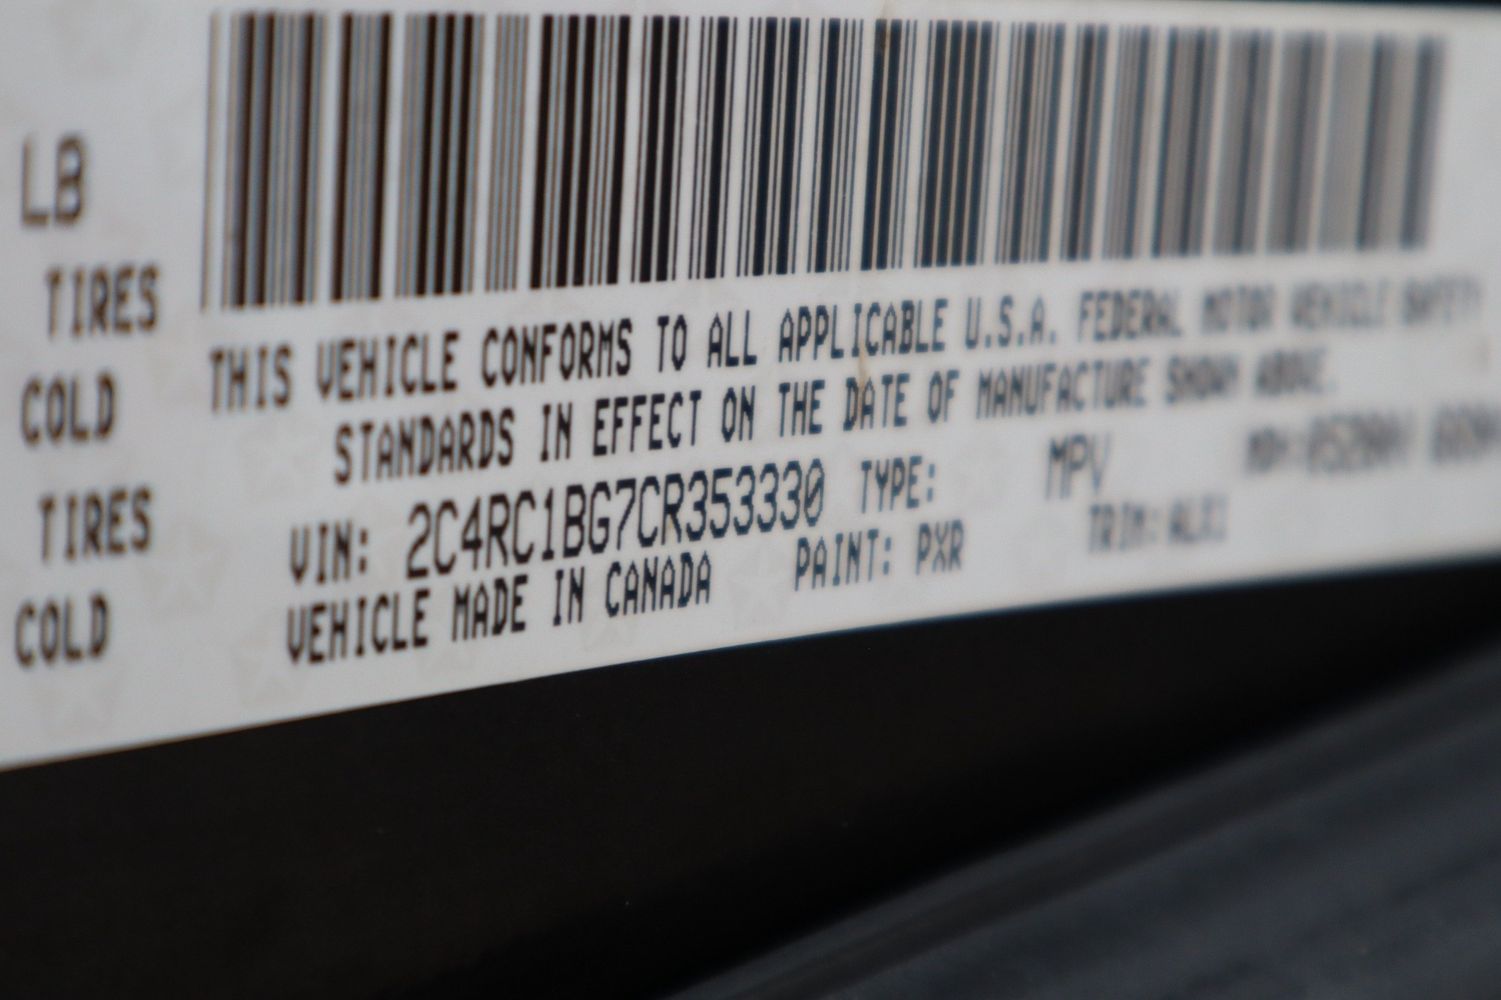 LB
TIRES
COLD
TIRES
COLD
THIS VEHICLE CONFORMS TO ALL APPLICABLE U.S.A. FEDERAL MOTOR VEHICLE SAFETY
STANDARDS IN EFFECT ON THE DATE OF MANUFACTURE SHOWN ABOVE.
VIN: 2C4RC1BG7CR353330 TYPE: MPV
VEHICLE MADE IN CANADA PAINT: PXR TRIM: